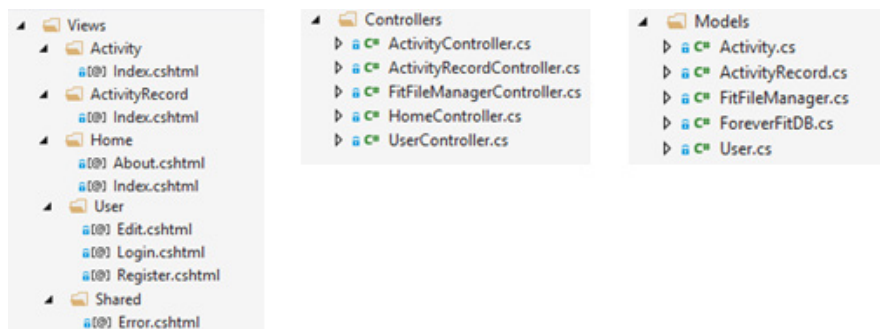 Views
Activity
[@] Index.cshtml
ActivityRecord
[@] Index.cshtml
Home
[@] About.cshtml
[@] Index.cshtml
User
[@] Edit.cshtml
[@] Login.cshtml
[@] Register.cshtml
Shared
[@] Error.cshtml
Controllers
C# ActivityController.cs
C# ActivityRecordController.cs
C# FitFileManagerController.cs
C# HomeController.cs
C# UserController.cs
Models
C# Activity.cs
C# ActivityRecord.cs
C# FitFileManager.cs
C# ForeverFitDB.cs
C# User.cs